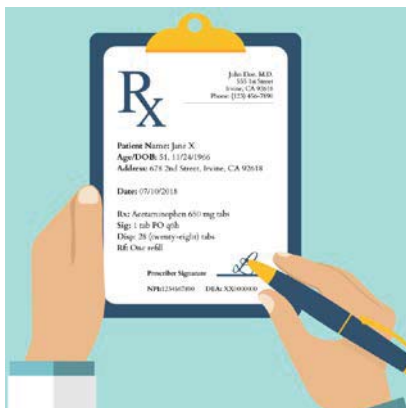 Rx
John Doe, M.D.
555 1st Street
Irvine, CA 92618
Phone: (123) 456-7890
Patient Name: Jane X
Age/DOB: 51, 11/24/1966
Address: 678 2nd Street, Irvine, CA 92618
Date: 07/10/2018
Rx: Acetaminophen 650 mg tabs
Sig: 1 tab PO q6h
Disp: 28 (twenty-eight) tabs
Rf: One refill
Prescriber Signature
NPI:1234567890 DEA: